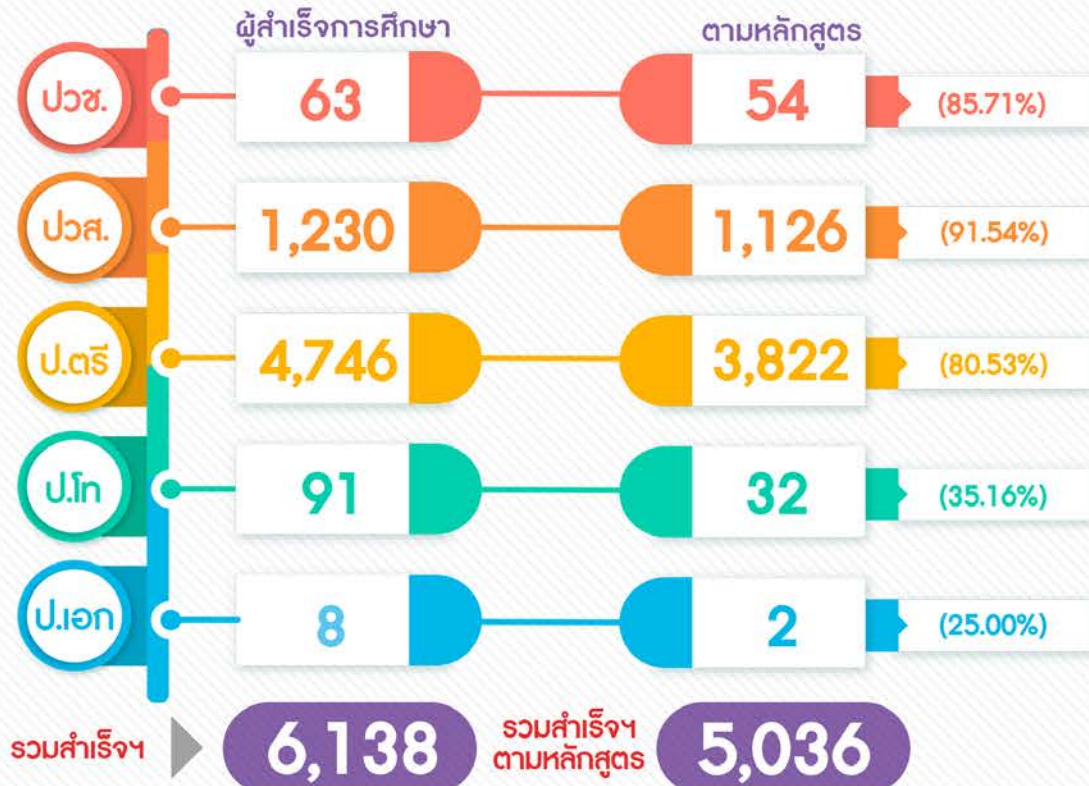 ผู้สำเร็จการศึกษา ตามหลักสูตร
ปวช. 63 54 (85.71%)
ปวส. 1,230 1,126 (91.54%)
ป.ตรี 4,746 3,822 (80.53%)
ป.โท 91 32 (35.16%)
ป.เอก 8 2 (25.00%)
รวมสำเร็จฯ 6,138 รวมสำเร็จฯ
ตามหลักสูตร 5,036